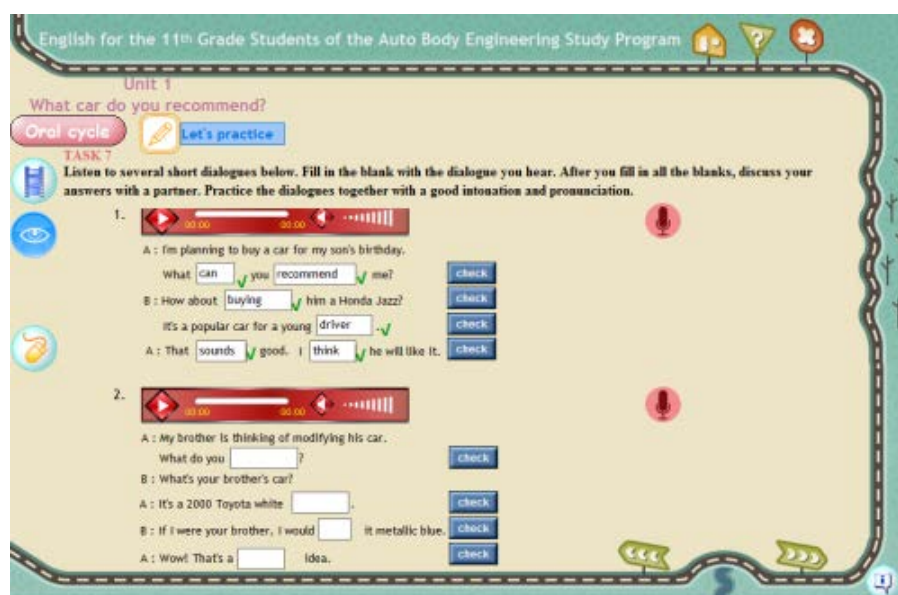 English for the 11th Grade Students of the Auto Body Engineering Study Program
?
Unit 1
What car do you recommend?
Oral cycle
Let's practice
TASK 7
Listen to several short dialogues below. Fill in the blank with the dialogue you hear. After you fill in all the blanks, discuss your
answers with a partner. Practice the dialogues together with a good intonation and pronunciation.
1.
00:00 00:00
A : I'm planning to buy a car for my son's birthday.
What can you recommend me? check
B : How about buying him a Honda Jazz? check
It's a popular car for a young driver . check
A : That sounds good. I think he will like it. check
2.
00:00 00:00
A : My brother is thinking of modifying his car.
What do you ? check
B : What's your brother's car?
A : It's a 2000 Toyota white . check
B : If I were your brother, I would it metallic blue. check
A : Wow! That's a idea. check